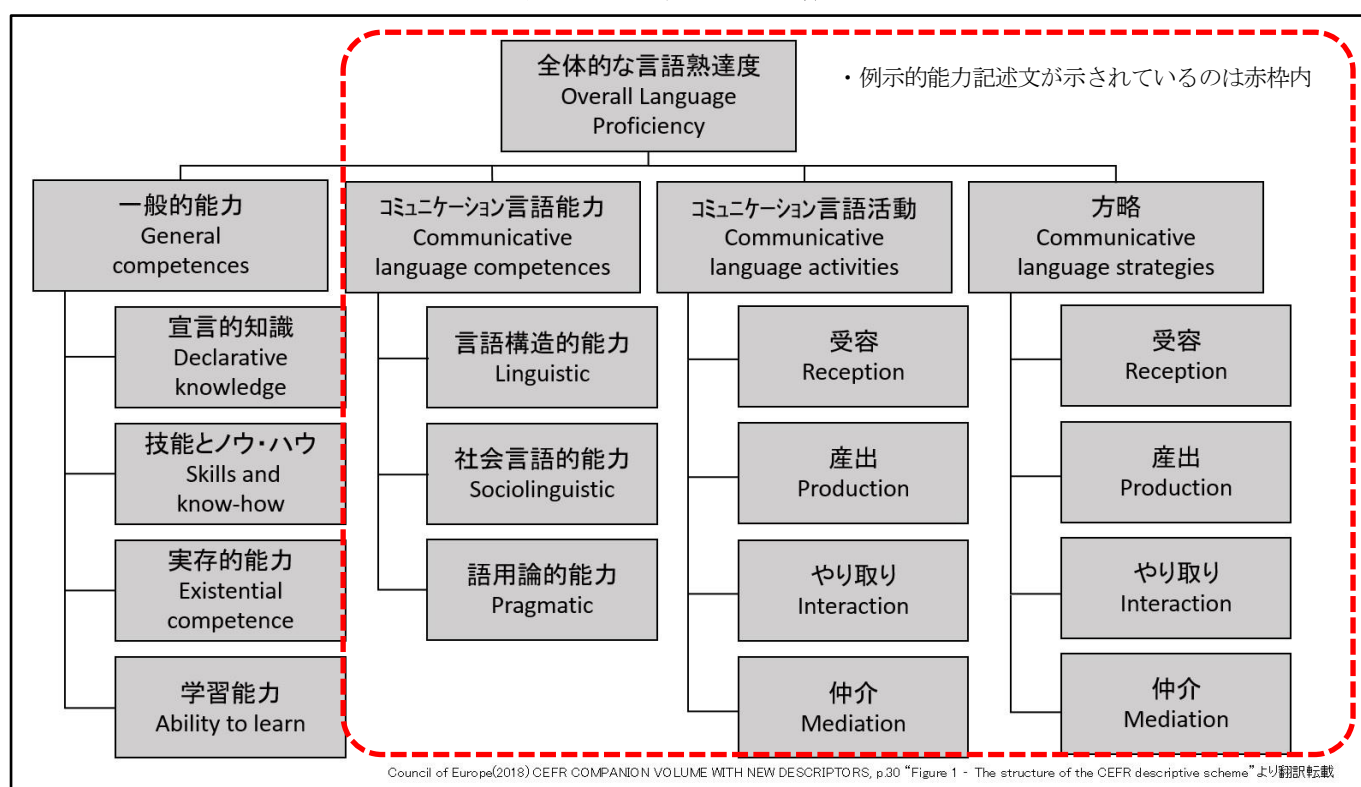 全体的な言語熟達度
Overall Language
Proficiency
・例示的能力記述文が示されているのは赤枠内
一般的能力
General
competences
コミュニケーション言語能力
Communicative
language competences
コミュニケーション言語活動
Communicative
language activities
方略
Communicative
language strategies
宣言的知識
Declarative
knowledge
技能とノウ・ハウ
Skills and
know-how
実存的能力
Existential
competence
学習能力
Ability to learn
言語構造的能力
Linguistic
社会言語的能力
Sociolinguistic
語用論的能力
Pragmatic
受容
Reception
産出
Production
やり取り
Interaction
仲介
Mediation
受容
Reception
産出
Production
やり取り
Interaction
仲介
Mediation
Council of Europe(2018) CEFR COMPANION VOLUME WITH NEW DESCRIPTORS, p.30 “Figure 1 - The structure of the CEFR descriptive scheme”より翻訳転載